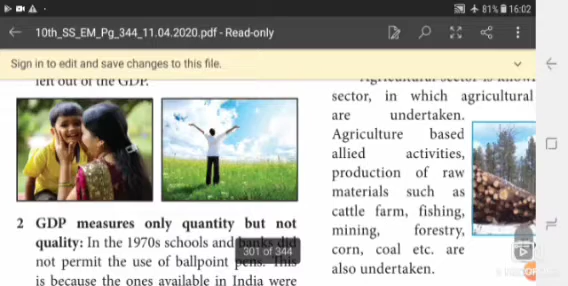 81% 16:02
10th_SS_EM_Pg_344_11.04.2020.pdf - Read-only
Sign in to edit and save changes to this file.
left out of the GDP.
2 GDP measures only quantity but not
quality: In the 1970s schools and banks did
not permit the use of ballpoint pens. This
is because the ones available in India were
301 of 344
Agricultural sector is known
sector, in which agricultural
are undertaken.
Agriculture based
allied activities,
production of raw
materials such as
cattle farm, fishing,
mining, forestry,
corn, coal etc. are
also undertaken.